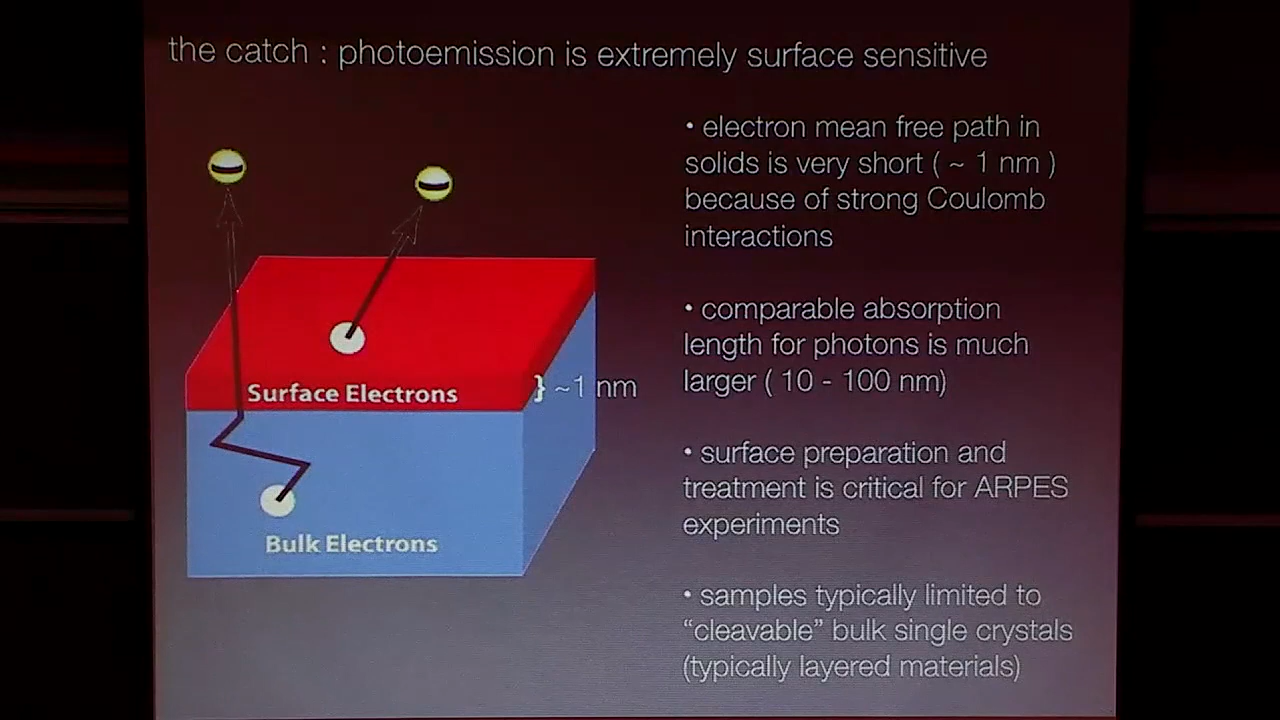 the catch : photoemission is extremely surface sensitive
• electron mean free path in
solids is very short ( ~ 1 nm )
because of strong Coulomb
interactions
• comparable absorption
length for photons is much
larger ( 10 - 100 nm)
• surface preparation and
treatment is critical for ARPES
experiments
• samples typically limited to
“cleavable” bulk single crystals
(typically layered materials)
Surface Electrons
} ~1 nm
Bulk Electrons